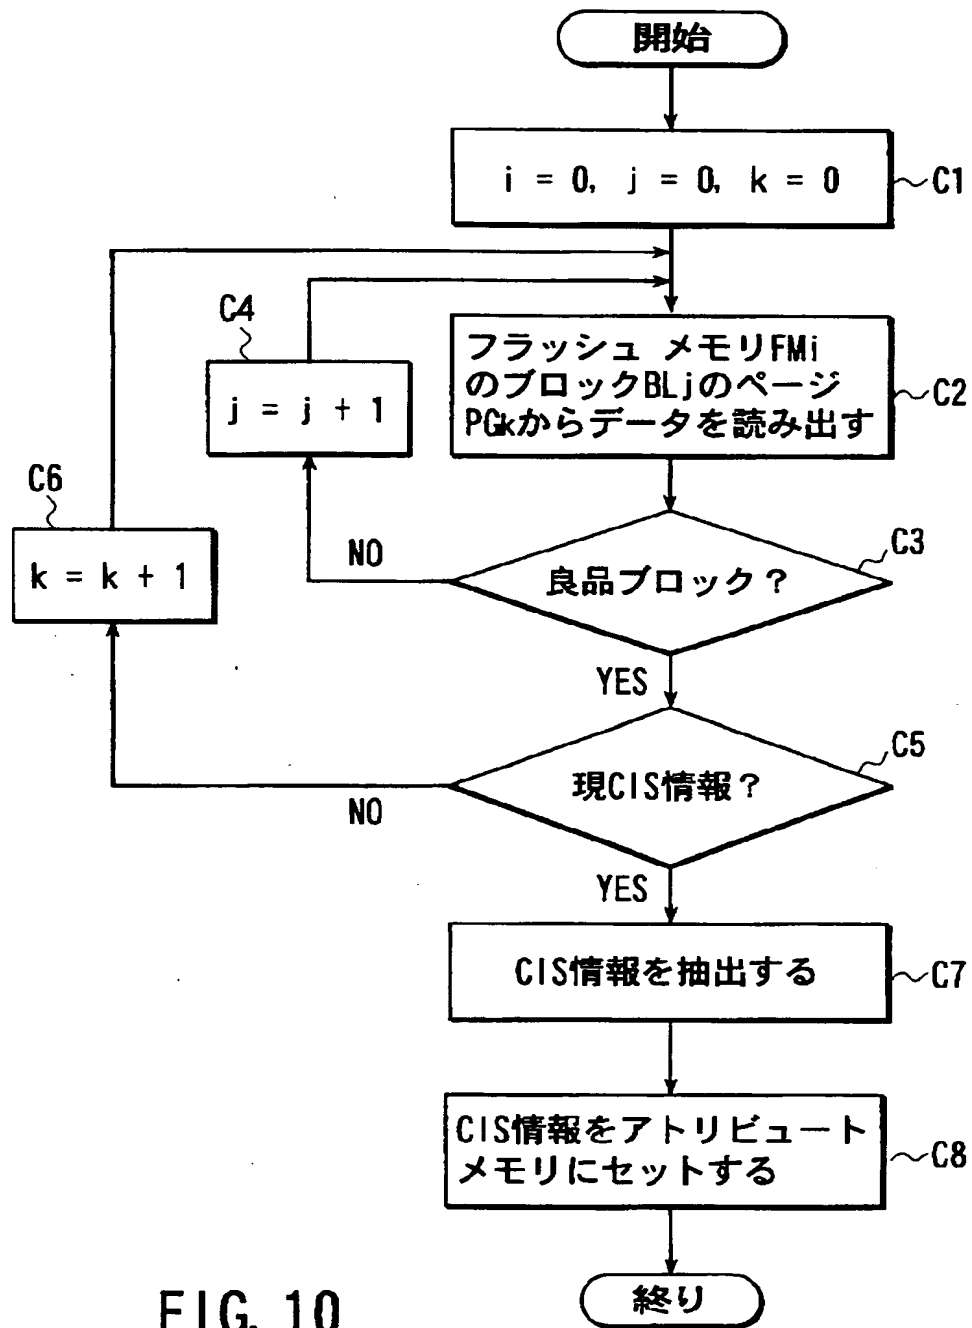 開始
i = 0, j = 0, k = 0
C1
C4
フラッシュ メモリFMi
のブロックBLjのページ
PGkからデータを読み出す
C2
j = j + 1
C6
k = k + 1
NO
良品ブロック?
C3
YES
現CIS情報?
C5
NO
YES
CIS情報を抽出する
C7
CIS情報をアトリビュート
メモリにセットする
C8
終り
FIG. 10